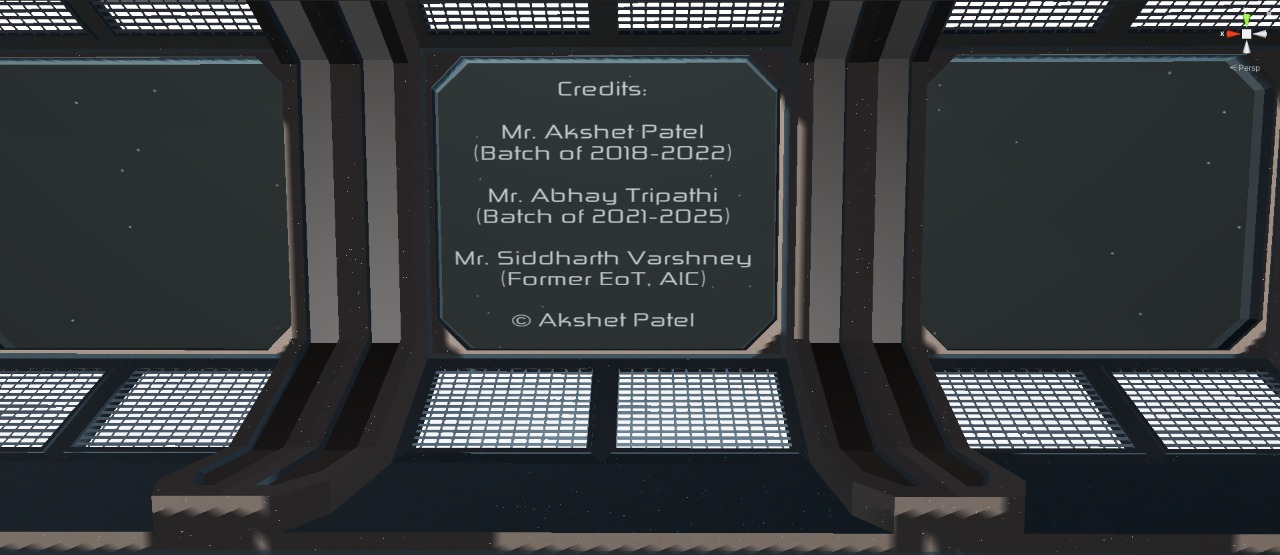 Credits:
Mr. Akshet Patel
(Batch of 2018-2022)
Mr. Abhay Tripathi
(Batch of 2021-2025)
Mr. Siddharth Varshney
(Former EoT, AIC)
© Akshet Patel
x
<Persp